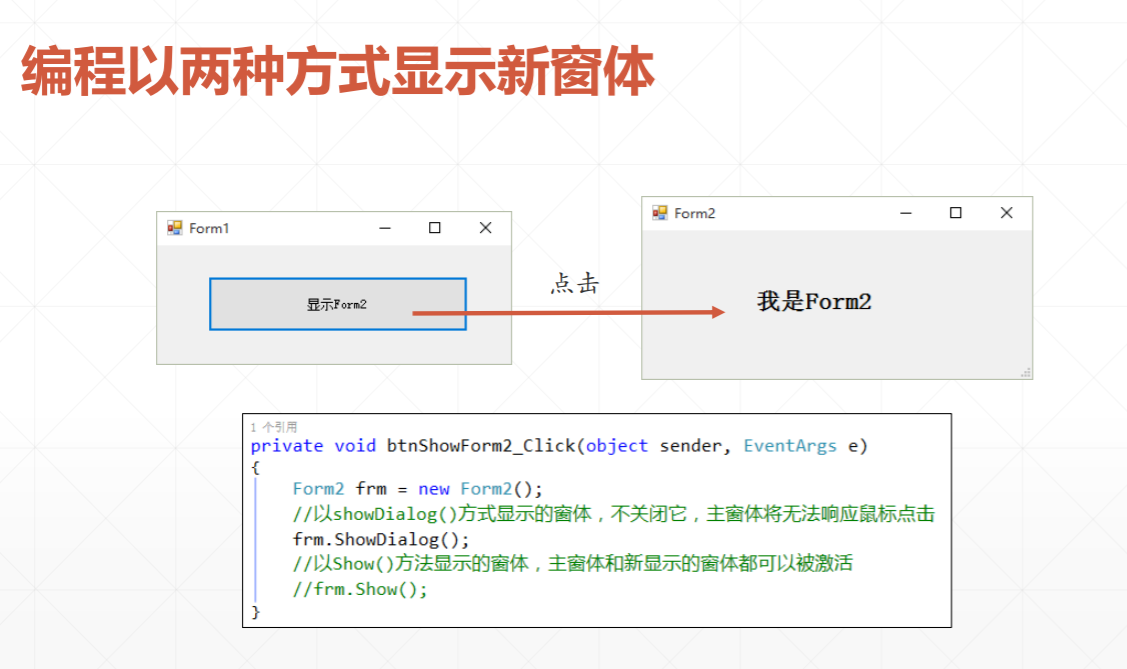 编程以两种方式显示新窗体
Form1
显示Form2
点击
Form2
我是Form2
1 个引用
private void btnShowForm2_Click(object sender, EventArgs e)
{
Form2 frm = new Form2();
//以showDialog()方式显示的窗体，不关闭它，主窗体将无法响应鼠标点击
frm.ShowDialog();
//以Show()方法显示的窗体，主窗体和新显示的窗体都可以被激活
//frm.Show();
}